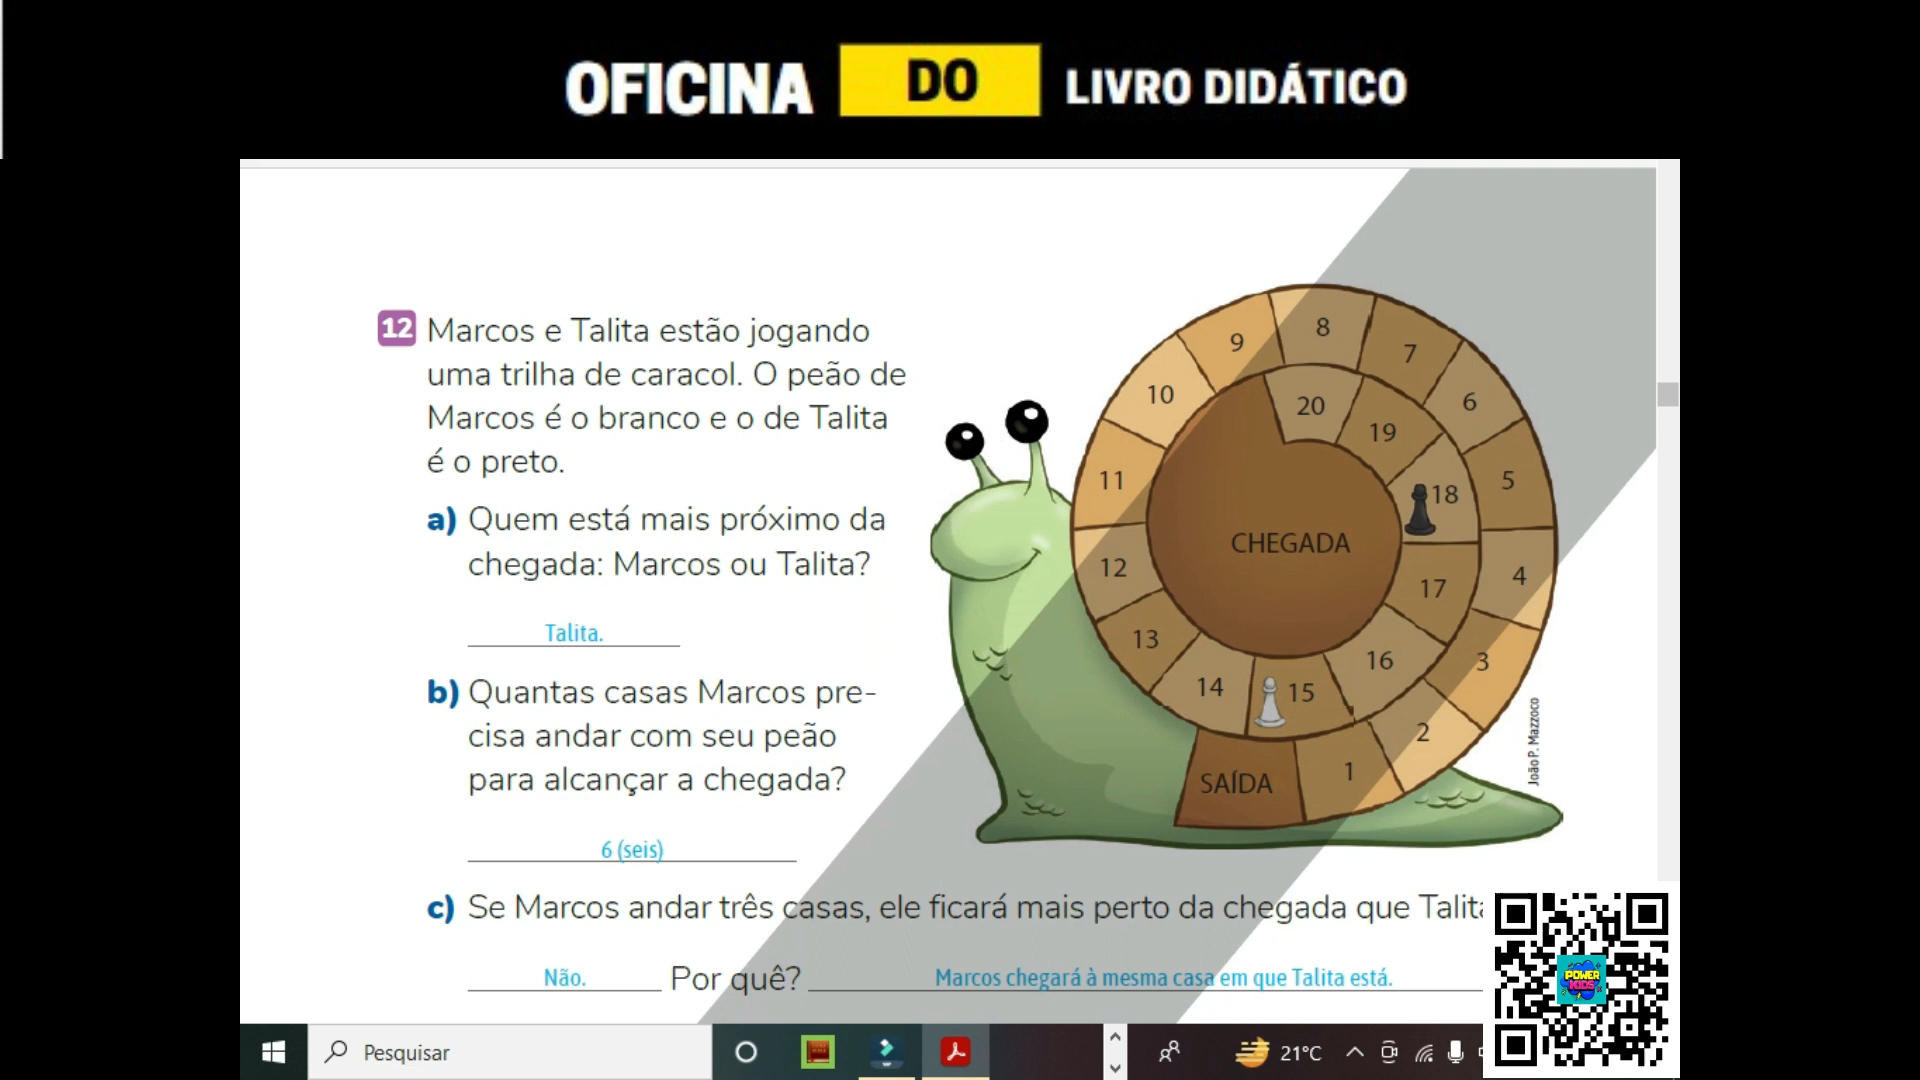 OFICINA DO LIVRO DIDÁTICO
12 Marcos e Talita estão jogando
uma trilha de caracol. O peão de
Marcos é o branco e o de Talita
é o preto.
a) Quem está mais próximo da
chegada: Marcos ou Talita?
Talita.
b) Quantas casas Marcos pre-
cisa andar com seu peão
para alcançar a chegada?
6 (seis)
c) Se Marcos andar três casas, ele ficará mais perto da chegada que Talita
Não. Por quê? Marcos chegará à mesma casa em que Talita está.
SAÍDA
1
2
3
4
5
6
7
8
9
10
11
12
13
14
15
16
17
18
19
20
CHEGADA
João P. Mazzoco
POWER
KIDS
Pesquisar
21°C